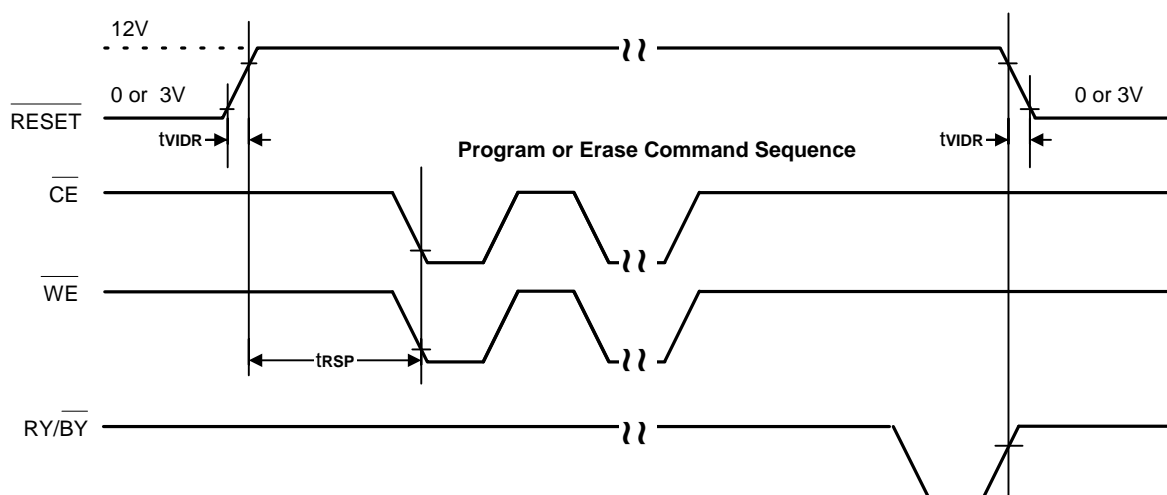 12V
0 or 3V
0 or 3V
RESET
tVIDR
tVIDR
Program or Erase Command Sequence
CE
WE
tRSP
RY/BY